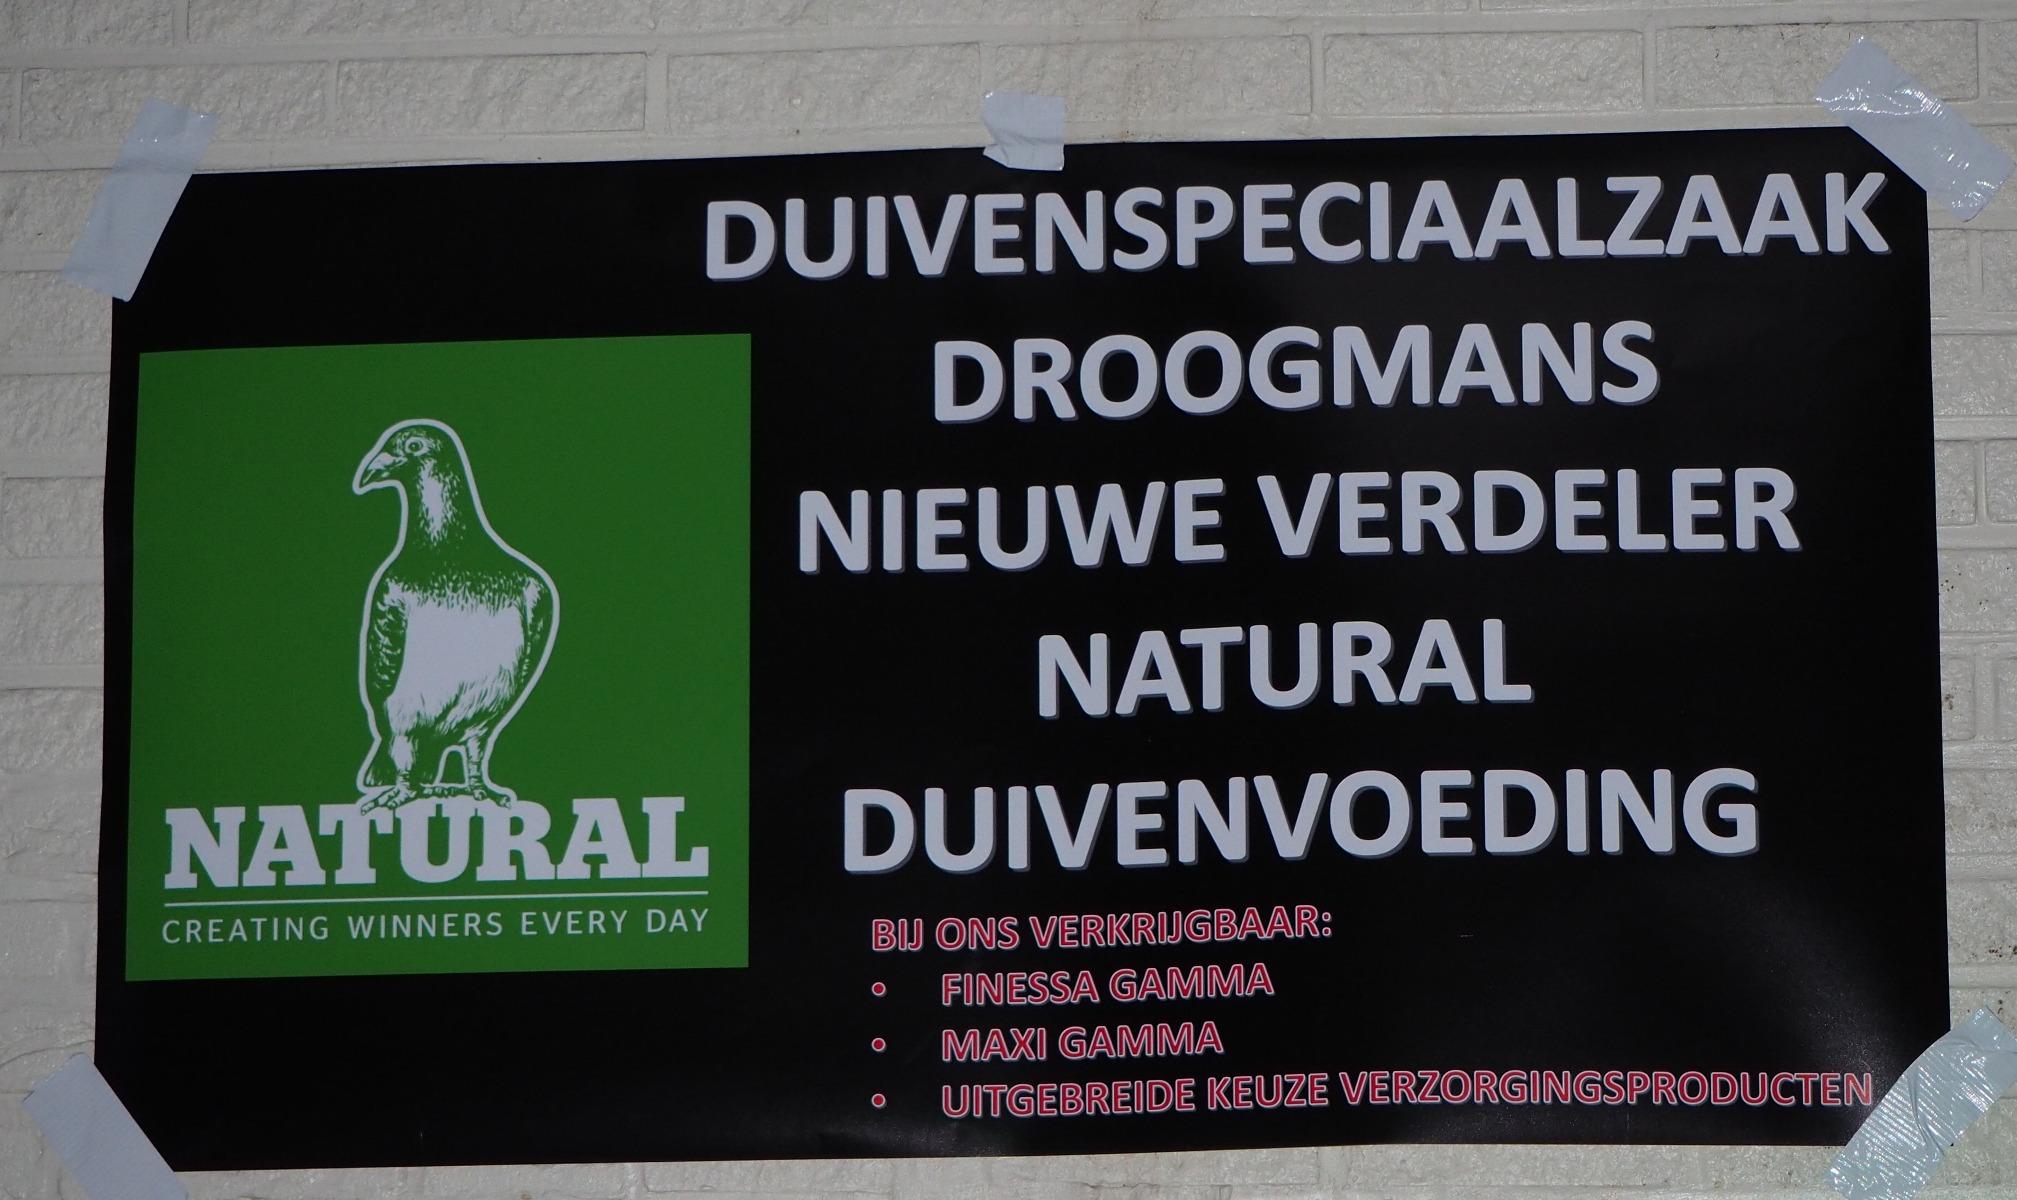 DUIVENSPECIAALZAAK
DROOGMANS
NIEUWE VERDELER
NATURAL
DUIVENVOEDING
NATURAL
CREATING WINNERS EVERY DAY
BIJ ONS VERKRIJGBAAR:
• FINESSA GAMMA
• MAXI GAMMA
• UITGEBREIDE KEUZE VERZORGINGSPRODUCTEN